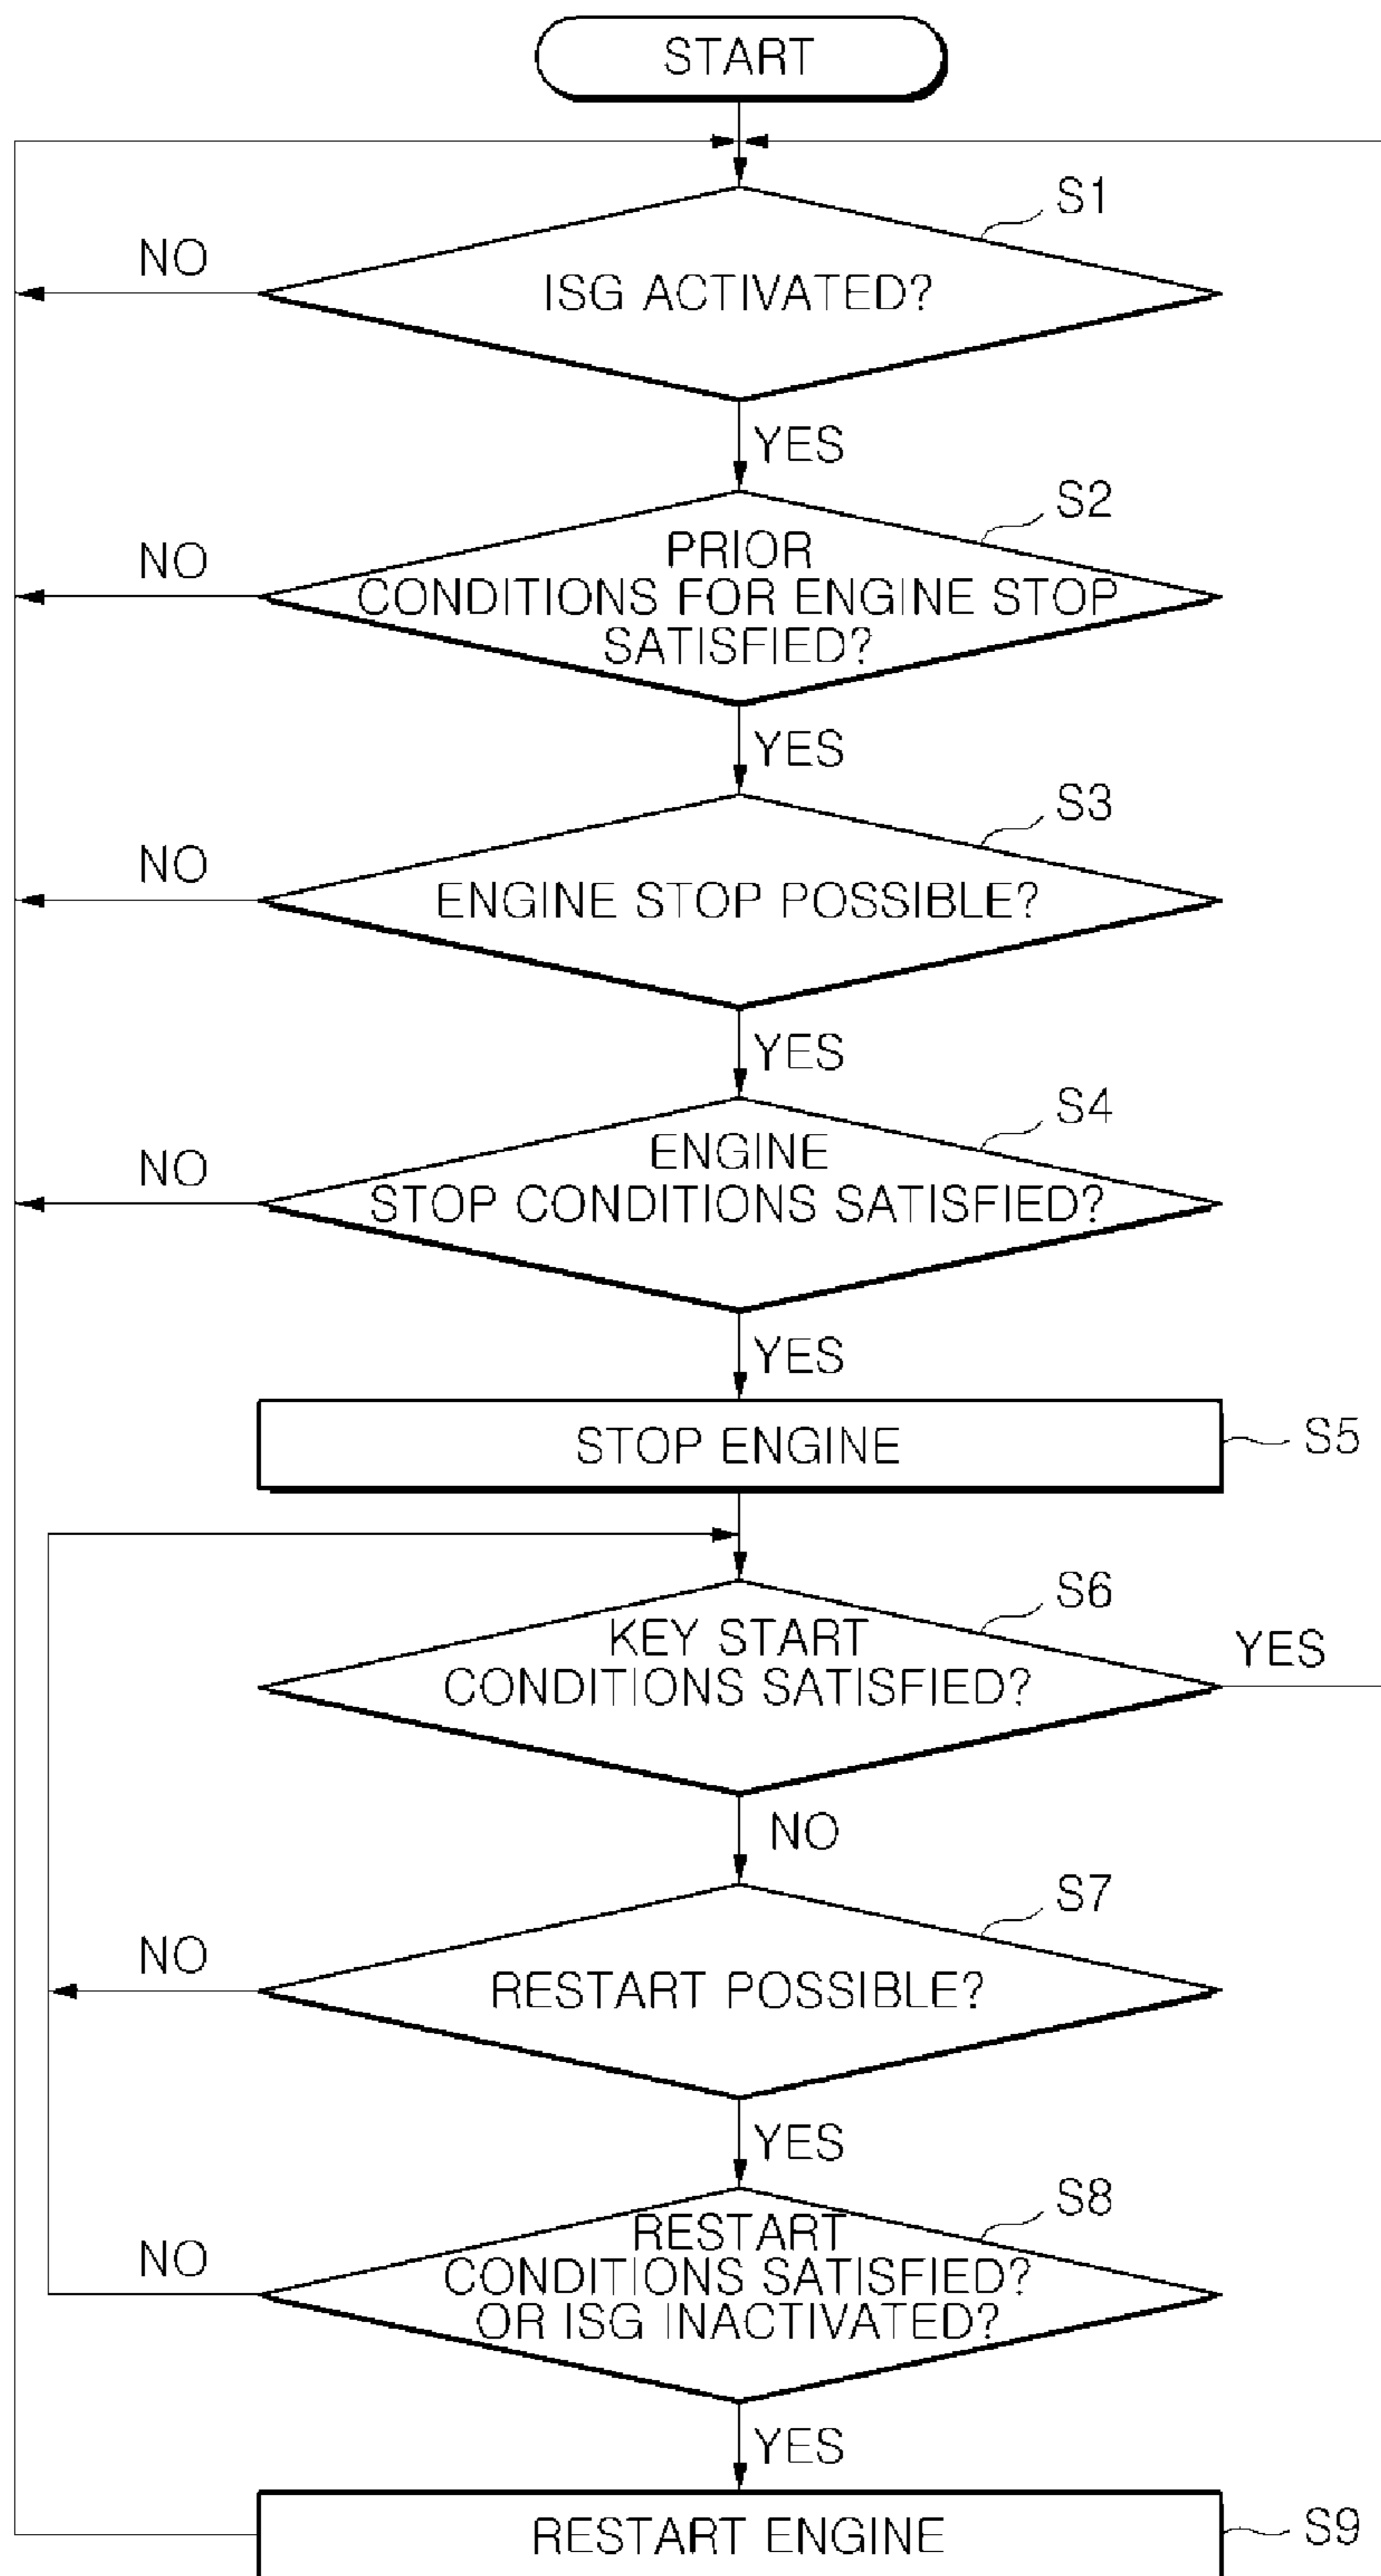 START
S1
NO
ISG ACTIVATED?
YES
S2
NO
PRIOR
CONDITIONS FOR ENGINE STOP
SATISFIED?
YES
S3
NO
ENGINE STOP POSSIBLE?
YES
S4
NO
ENGINE
STOP CONDITIONS SATISFIED?
YES
STOP ENGINE
S5
S6
KEY START
CONDITIONS SATISFIED?
YES
NO
S7
NO
RESTART POSSIBLE?
YES
S8
NO
RESTART
CONDITIONS SATISFIED?
OR ISG INACTIVATED?
YES
RESTART ENGINE
S9